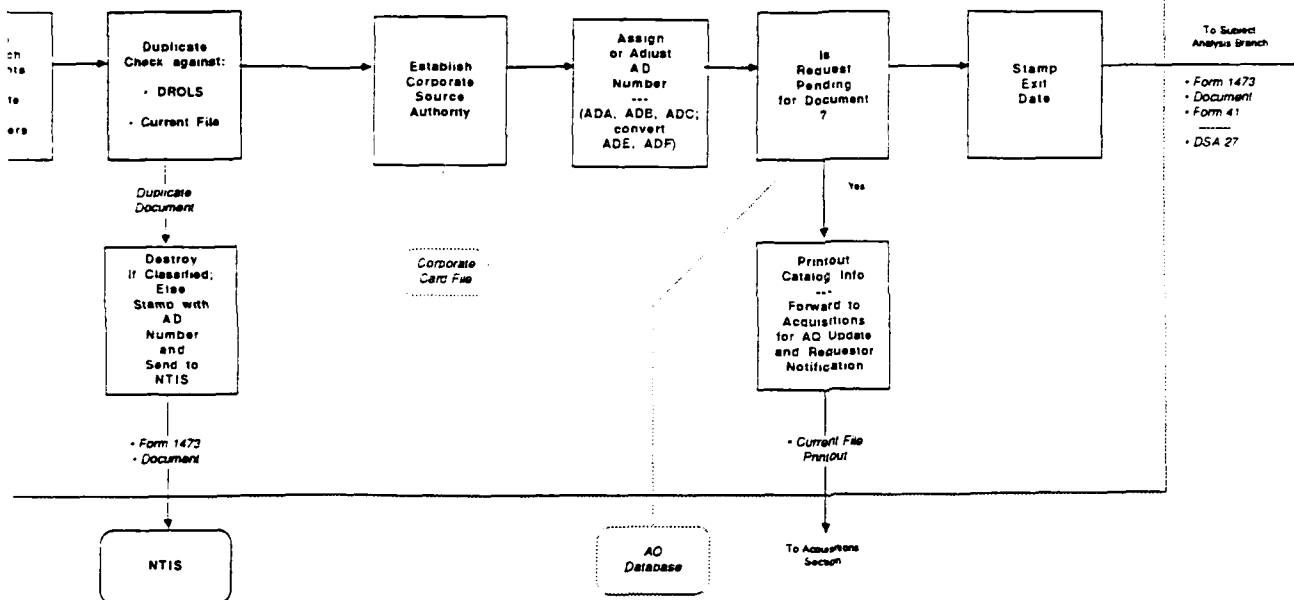 ch
nts
te
ers
Duplicate
Check against:
• DROLS
• Current File
Establish
Corporate
Source
Authority
Assign
or Adjust
AD
Number
---
(ADA, ADB, ADC;
convert
ADE, ADF)
Is
Request
Pending
for Document
?
Stamp
Exit
Date
To Subject
Analysis Branch
• Form 1473
• Document
• Form 41
• DSA 27
Duplicate
Document
Yes
Destroy
If Classified;
Else
Stamp with
AD
Number
and
Send to
NTIS
Corporate
Card File
Printout
Catalog Info
---
Forward to
Acquisitions
for AQ Update
and Requestor
Notification
• Form 1473
• Document
• Current File
Printout
NTIS
AQ
Database
To Acquisitions
Section